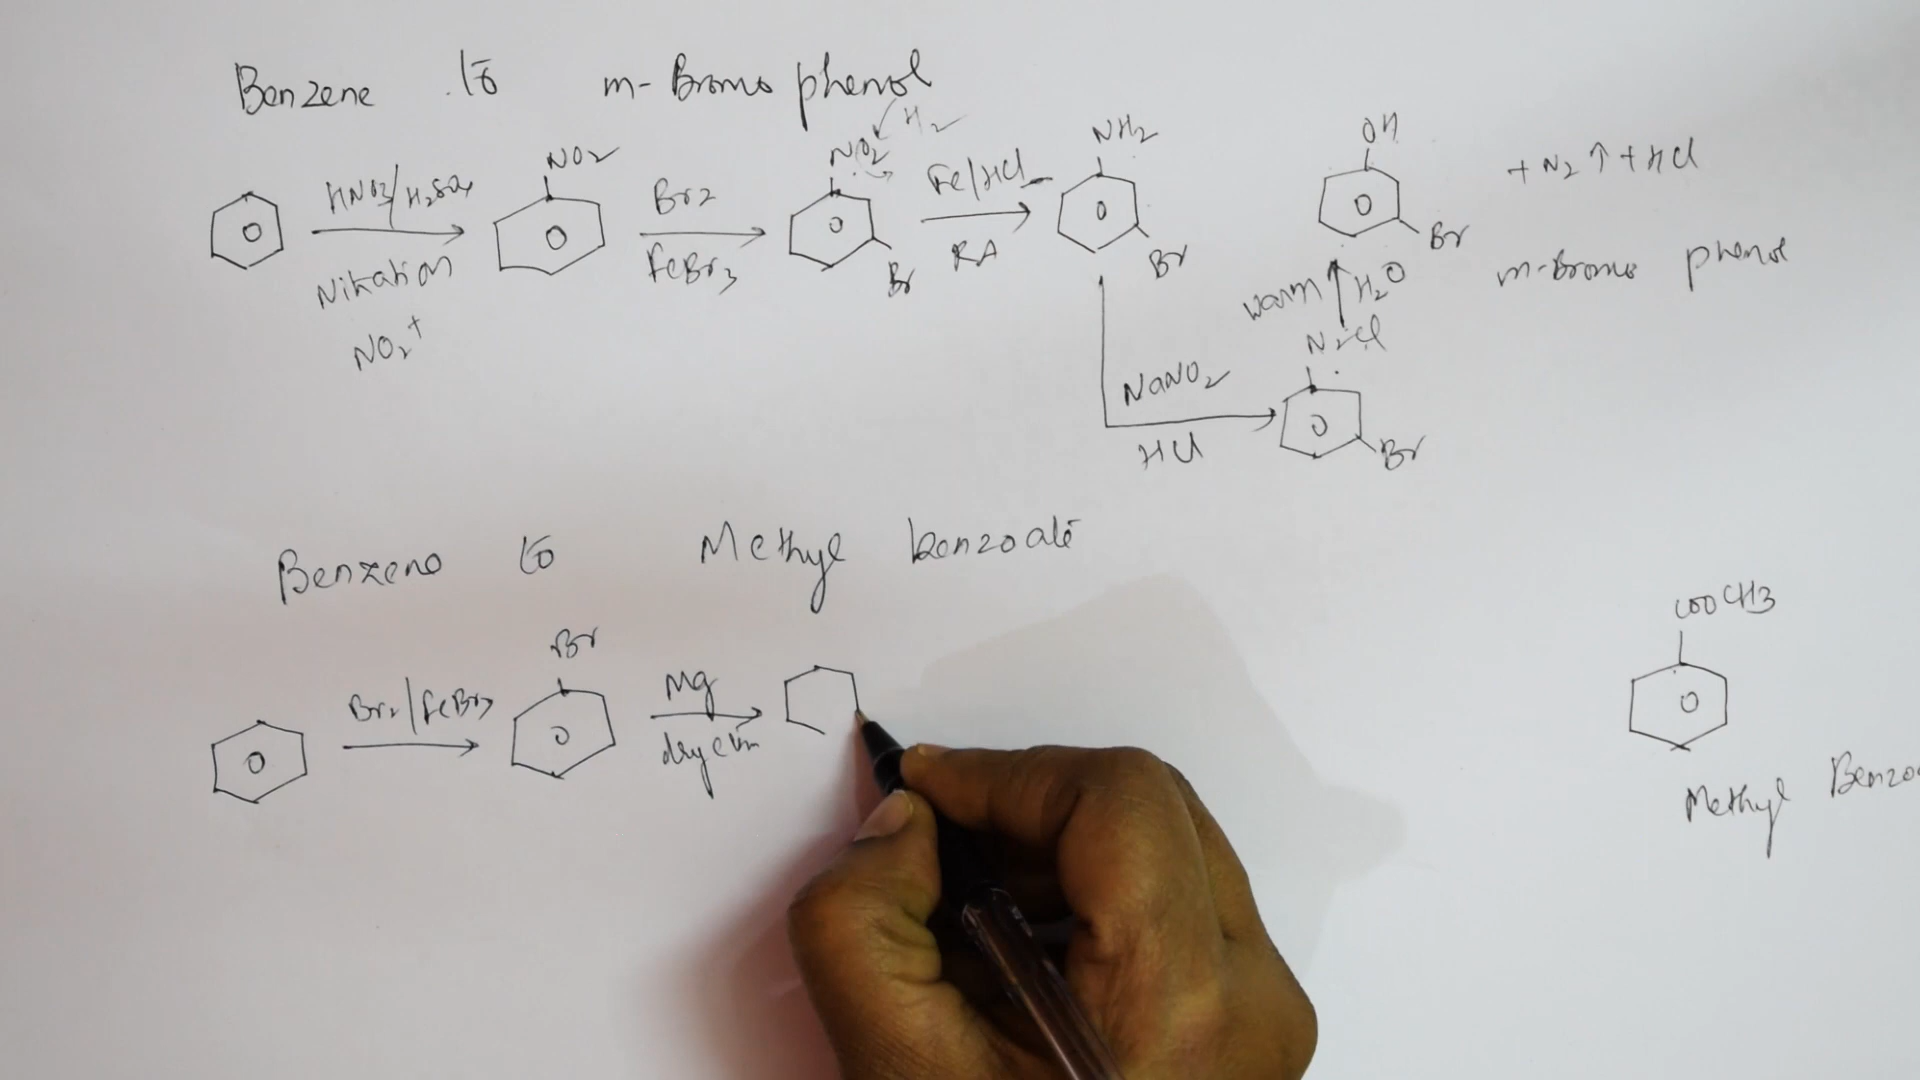 Benzene to m-Bromo phenol
NO2 H2 NH2 OH
NO2 HNO3/H2SO4 Br2 Fe/HCl + N2 ↑ + HCl
Nitration FeBr3 Br RA Br Br m-Bromo phenol
NO2+ warm H2O
N2Cl
NaNO2
HCl Br
Benzene to Methyl benzoate
Br COOCH3
Br2/FeBr3 Mg
dry
Methyl